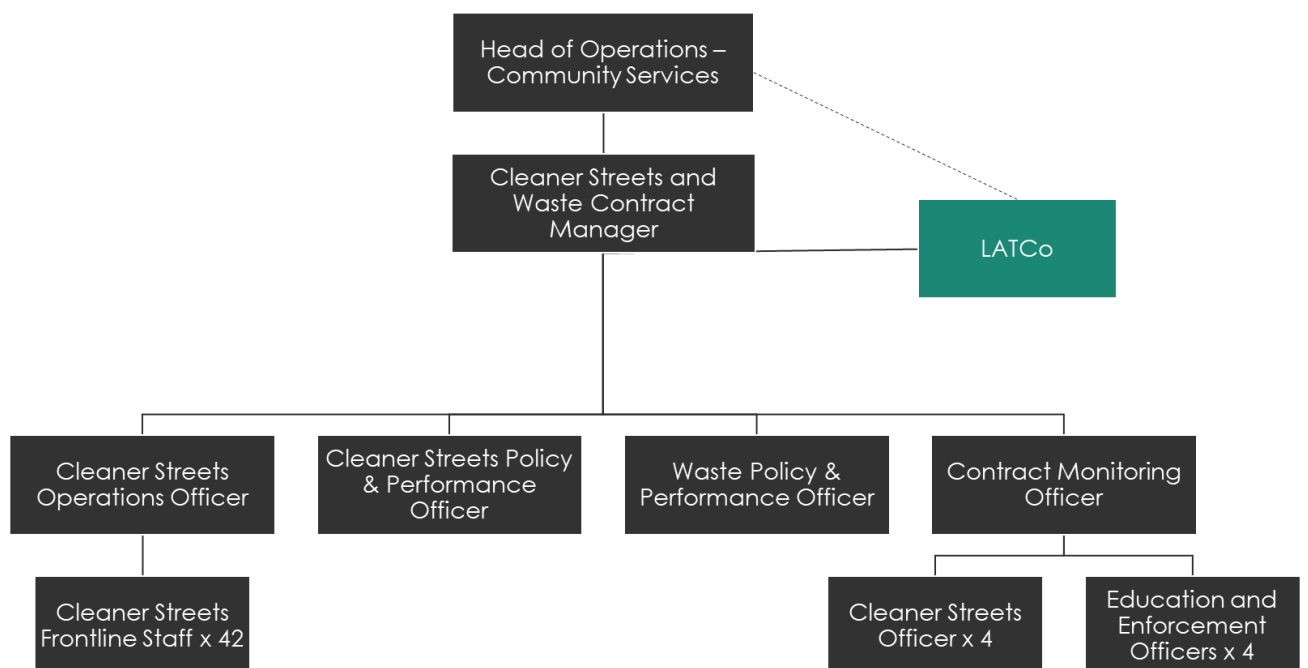 Head of Operations –
Community Services
Cleaner Streets and
Waste Contract
Manager
LATCo
Cleaner Streets
Operations Officer
Cleaner Streets Policy
& Performance
Officer
Waste Policy &
Performance Officer
Contract Monitoring
Officer
Cleaner Streets
Frontline Staff x 42
Cleaner Streets
Officer x 4
Education and
Enforcement
Officers x 4